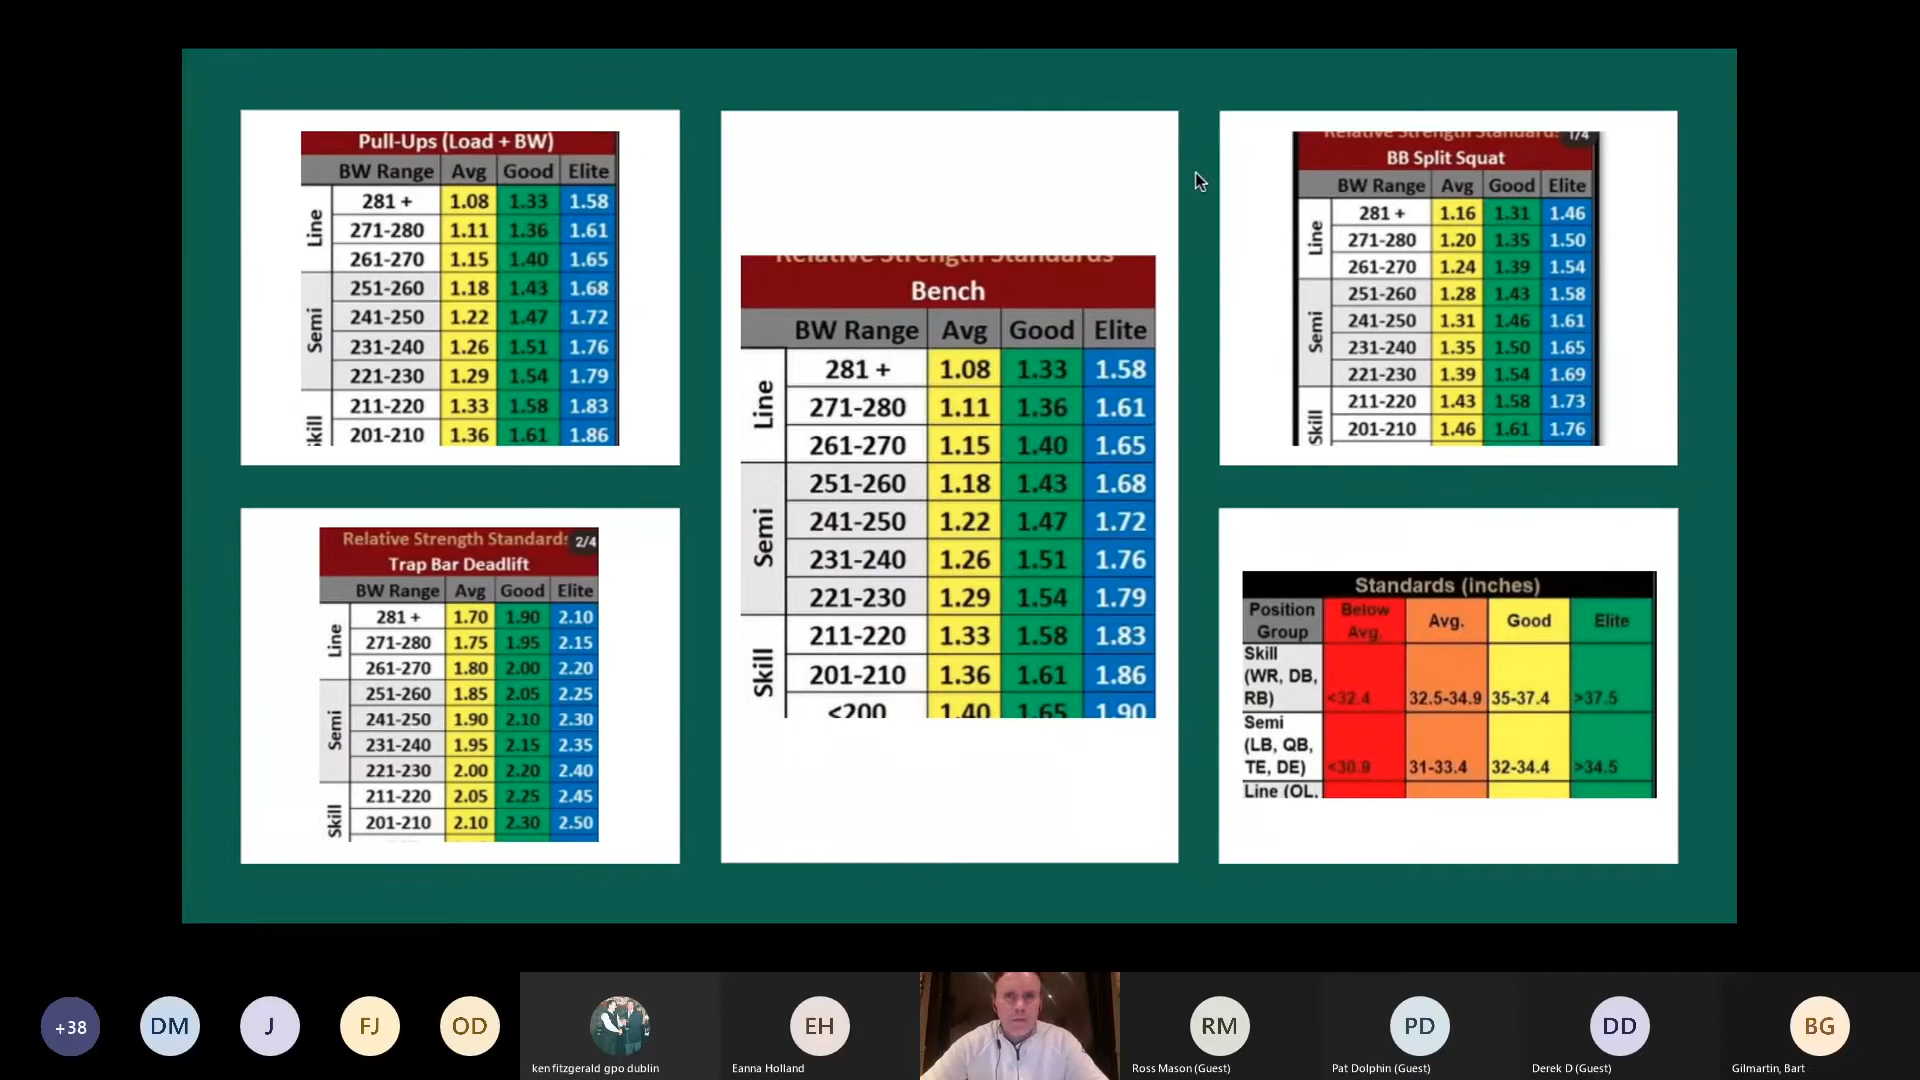 Pull-Ups (Load + BW)
BW Range Avg Good Elite
Line
281 + 1.08 1.33 1.58
271-280 1.11 1.36 1.61
261-270 1.15 1.40 1.65
Semi
251-260 1.18 1.43 1.68
241-250 1.22 1.47 1.72
231-240 1.26 1.51 1.76
221-230 1.29 1.54 1.79
Skill
211-220 1.33 1.58 1.83
201-210 1.36 1.61 1.86
Relative Strength Standards
Bench
BW Range Avg Good Elite
Line
281 + 1.08 1.33 1.58
271-280 1.11 1.36 1.61
261-270 1.15 1.40 1.65
Semi
251-260 1.18 1.43 1.68
241-250 1.22 1.47 1.72
231-240 1.26 1.51 1.76
221-230 1.29 1.54 1.79
Skill
211-220 1.33 1.58 1.83
201-210 1.36 1.61 1.86
<200 1.40 1.65 1.90
Relative Strength Standards 1/4
BB Split Squat
BW Range Avg Good Elite
Line
281 + 1.16 1.31 1.46
271-280 1.20 1.35 1.50
261-270 1.24 1.39 1.54
Semi
251-260 1.28 1.43 1.58
241-250 1.31 1.46 1.61
231-240 1.35 1.50 1.65
221-230 1.39 1.54 1.69
Skill
211-220 1.43 1.58 1.73
201-210 1.46 1.61 1.76
Relative Strength Standards 2/4
Trap Bar Deadlift
BW Range Avg Good Elite
Line
281 + 1.70 1.90 2.10
271-280 1.75 1.95 2.15
261-270 1.80 2.00 2.20
Semi
251-260 1.85 2.05 2.25
241-250 1.90 2.10 2.30
231-240 1.95 2.15 2.35
221-230 2.00 2.20 2.40
Skill
211-220 2.05 2.25 2.45
201-210 2.10 2.30 2.50
Standards (inches)
Position Group Below Avg. Avg. Good Elite
Skill (WR, DB, RB) <32.4 32.5-34.9 35-37.4 >37.5
Semi (LB, QB, TE, DE) <30.9 31-33.4 32-34.4 >34.5
Line (OL,
+38
DM
J
FJ
OD
ken fitzgerald gpo dublin
EH
Eanna Holland
RM
Ross Mason (Guest)
PD
Pat Dolphin (Guest)
DD
Derek D (Guest)
BG
Gilmartin, Bart